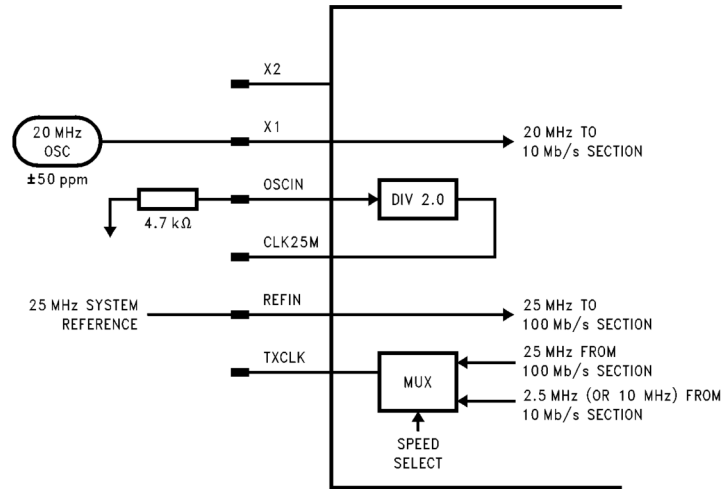 X2
20 MHz
OSC
±50 ppm
X1
20 MHz TO
10 Mb/s SECTION
OSCIN
4.7 kΩ
DIV 2.0
CLK25M
25 MHz SYSTEM
REFERENCE
REFIN
25 MHz TO
100 Mb/s SECTION
TXCLK
MUX
25 MHz FROM
100 Mb/s SECTION
2.5 MHz (OR 10 MHz) FROM
10 Mb/s SECTION
SPEED
SELECT